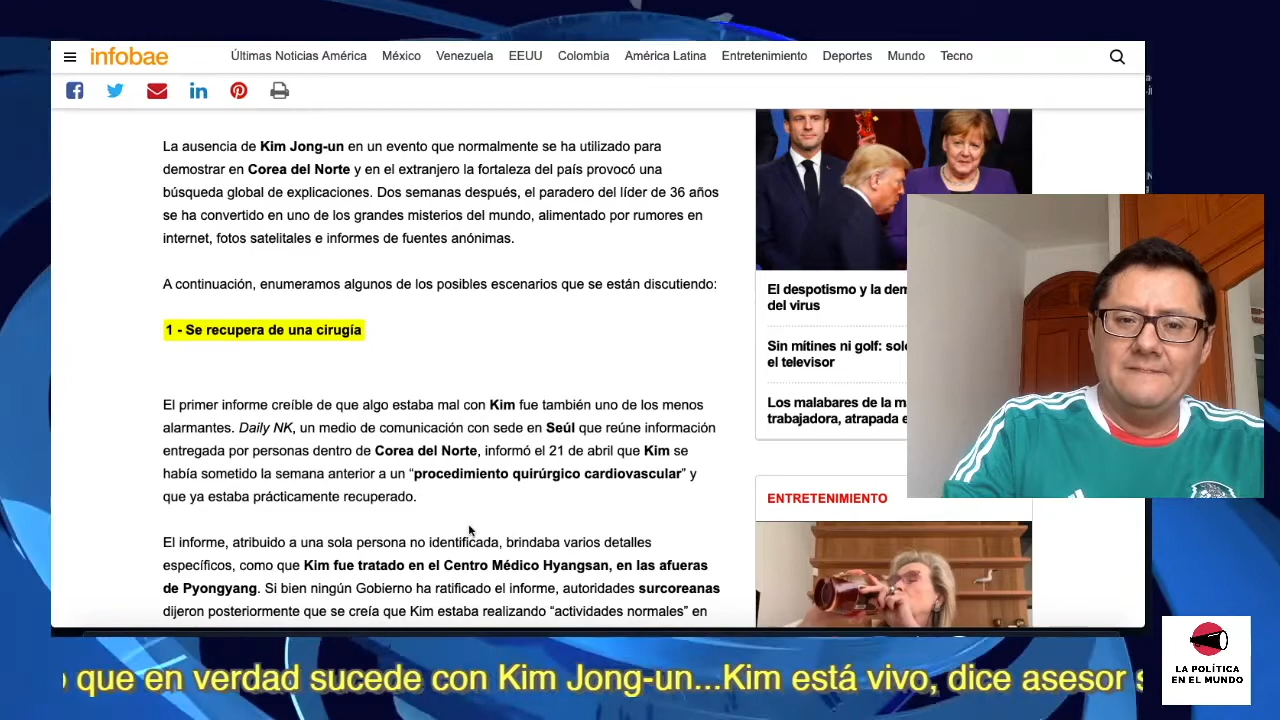 infobae
Últimas Noticias América México Venezuela EEUU Colombia América Latina Entretenimiento Deportes Mundo Tecno
La ausencia de Kim Jong-un en un evento que normalmente se ha utilizado para
demostrar en Corea del Norte y en el extranjero la fortaleza del país provocó una
búsqueda global de explicaciones. Dos semanas después, el paradero del líder de 36 años
se ha convertido en uno de los grandes misterios del mundo, alimentado por rumores en
internet, fotos satelitales e informes de fuentes anónimas.
A continuación, enumeramos algunos de los posibles escenarios que se están discutiendo:
1 - Se recupera de una cirugía
El primer informe creíble de que algo estaba mal con Kim fue también uno de los menos
alarmantes. Daily NK, un medio de comunicación con sede en Seúl que reúne información
entregada por personas dentro de Corea del Norte, informó el 21 de abril que Kim se
había sometido la semana anterior a un “procedimiento quirúrgico cardiovascular” y
que ya estaba prácticamente recuperado.
El informe, atribuido a una sola persona no identificada, brindaba varios detalles
específicos, como que Kim fue tratado en el Centro Médico Hyangsan, en las afueras
de Pyongyang. Si bien ningún Gobierno ha ratificado el informe, autoridades surcoreanas
dijeron posteriormente que se creía que Kim estaba realizando “actividades normales” en
El despotismo y la
del virus
Sin mítines ni golf:
el televisor
Los malabares de la
trabajadora, atrapada
ENTRETENIMIENTO
que en verdad sucede con Kim Jong-un...Kim está vivo, dice asesor
LA POLÍTICA
EN EL MUNDO